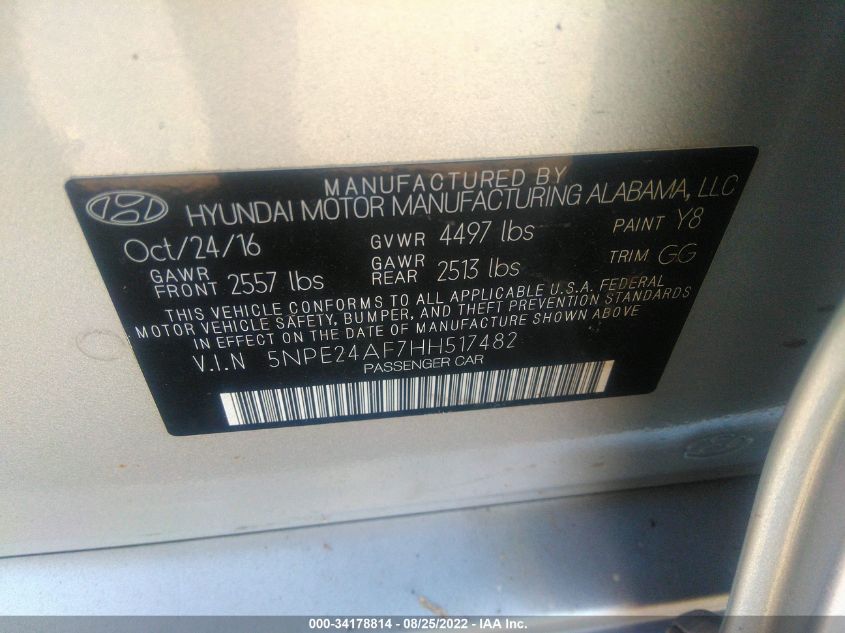 MANUFACTURED BY
HYUNDAI MOTOR MANUFACTURING ALABAMA, LLC
Oct/24/16 GVWR 4497 lbs PAINT Y8
GAWR FRONT 2557 lbs GAWR REAR 2513 lbs TRIM GG
THIS VEHICLE CONFORMS TO ALL APPLICABLE U.S.A. FEDERAL
MOTOR VEHICLE SAFETY, BUMPER, AND THEFT PREVENTION STANDARDS
IN EFFECT ON THE DATE OF MANUFACTURE SHOWN ABOVE
V.I.N 5NPE24AF7HH517482
PASSENGER CAR
000-34178814 - 08/25/2022 - IAA Inc.